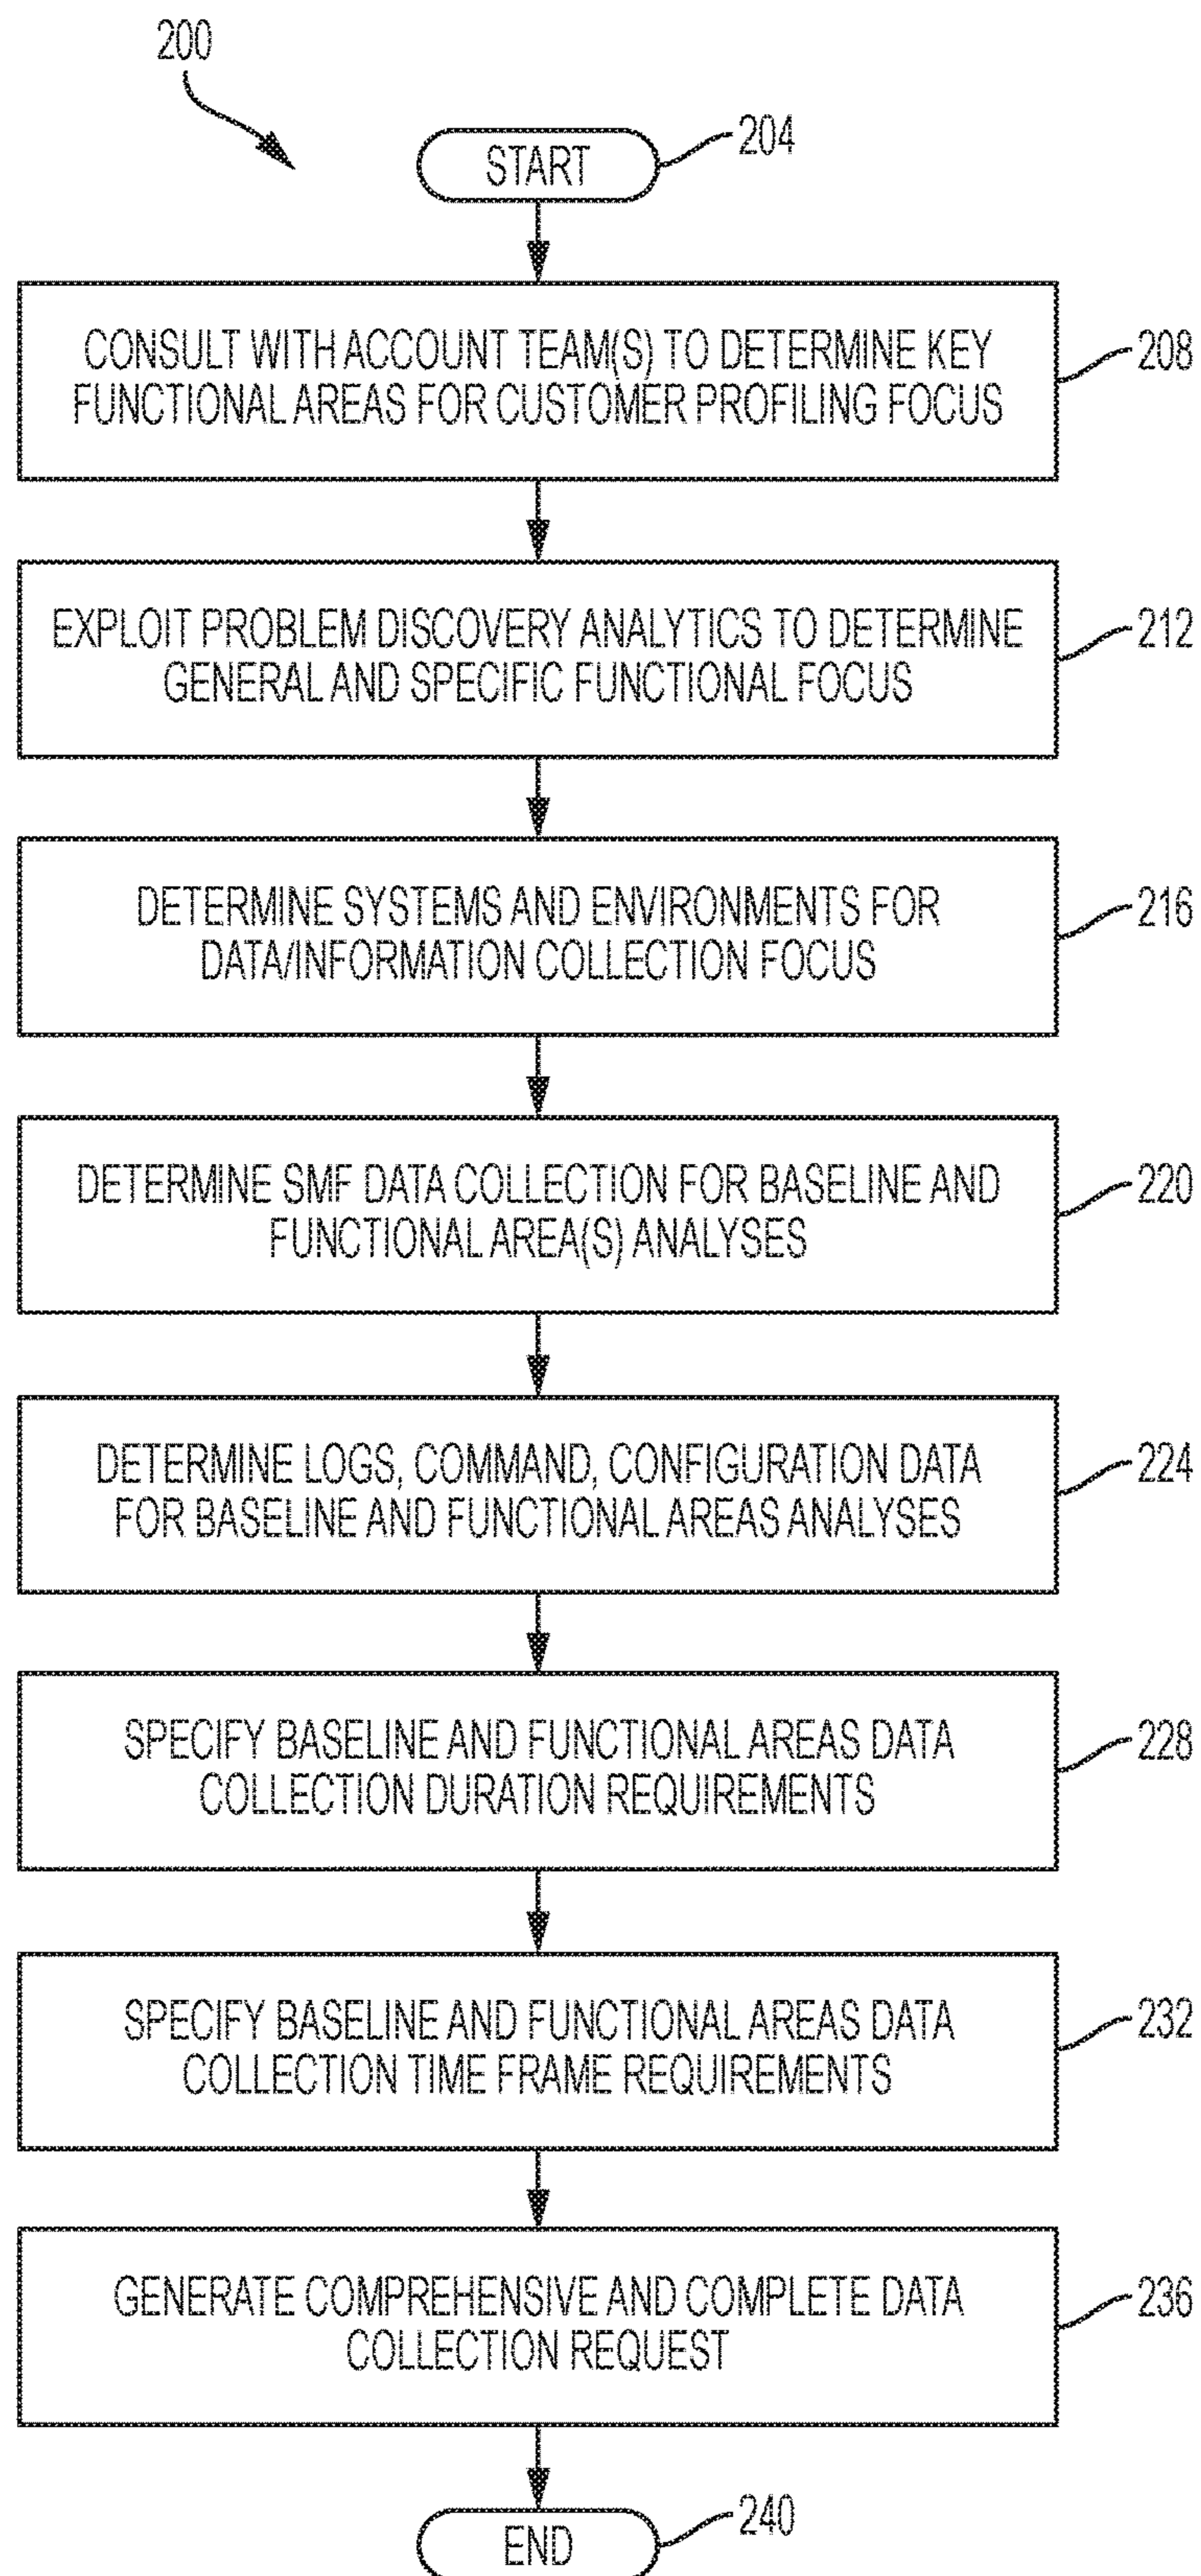 200
START
204
CONSULT WITH ACCOUNT TEAM(S) TO DETERMINE KEY
FUNCTIONAL AREAS FOR CUSTOMER PROFILING FOCUS
208
EXPLOIT PROBLEM DISCOVERY ANALYTICS TO DETERMINE
GENERAL AND SPECIFIC FUNCTIONAL FOCUS
212
DETERMINE SYSTEMS AND ENVIRONMENTS FOR
DATA/INFORMATION COLLECTION FOCUS
216
DETERMINE SMF DATA COLLECTION FOR BASELINE AND
FUNCTIONAL AREA(S) ANALYSES
220
DETERMINE LOGS, COMMAND, CONFIGURATION DATA
FOR BASELINE AND FUNCTIONAL AREAS ANALYSES
224
SPECIFY BASELINE AND FUNCTIONAL AREAS DATA
COLLECTION DURATION REQUIREMENTS
228
SPECIFY BASELINE AND FUNCTIONAL AREAS DATA
COLLECTION TIME FRAME REQUIREMENTS
232
GENERATE COMPREHENSIVE AND COMPLETE DATA
COLLECTION REQUEST
236
END
240